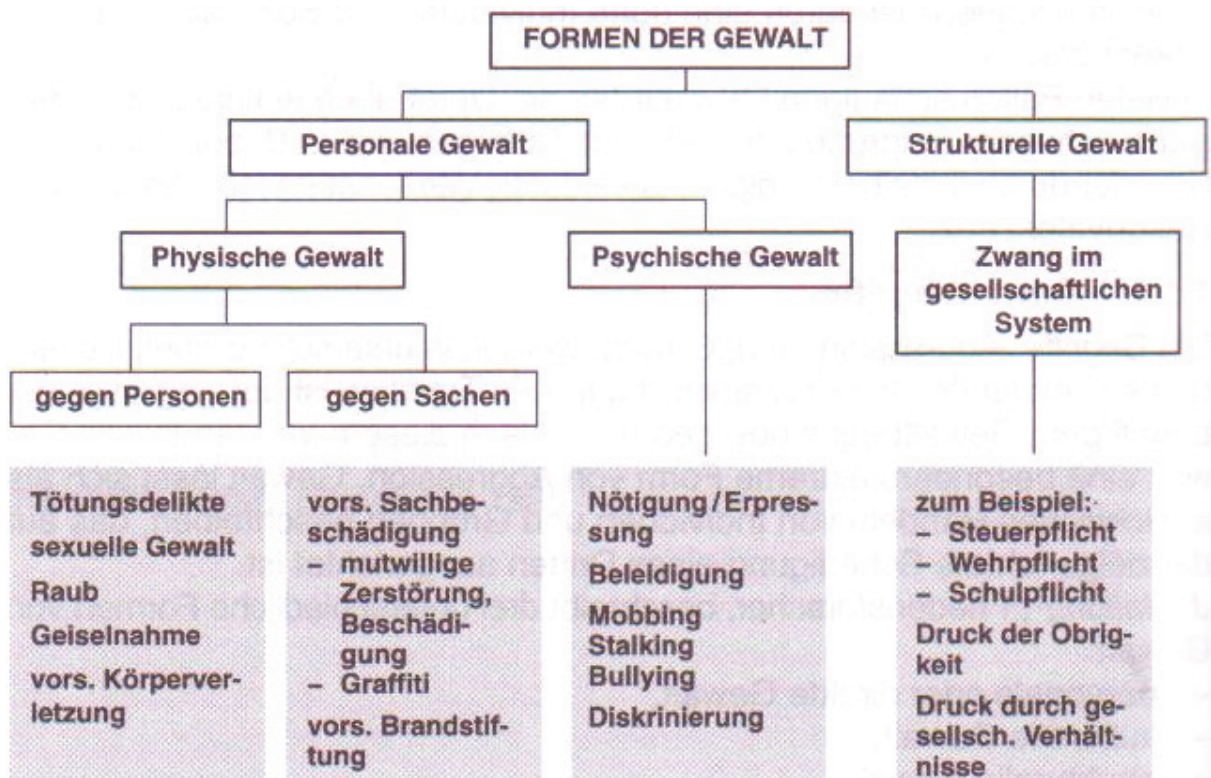 FORMEN DER GEWALT
Personale Gewalt
Strukturelle Gewalt
Physische Gewalt
Psychische Gewalt
Zwang im
gesellschaftlichen
System
gegen Personen
gegen Sachen
Tötungsdelikte
sexuelle Gewalt
Raub
Geiselnahme
vors. Körperver-
letzung
vors. Sachbe-
schädigung
– mutwillige
Zerstörung,
Beschädi-
gung
– Graffiti
vors. Brandstif-
tung
Nötigung/Erpres-
sung
Beleidigung
Mobbing
Stalking
Bullying
Diskrinierung
zum Beispiel:
– Steuerpflicht
– Wehrpflicht
– Schulpflicht
Druck der Obrig-
keit
Druck durch ge-
sellsch. Verhält-
nisse